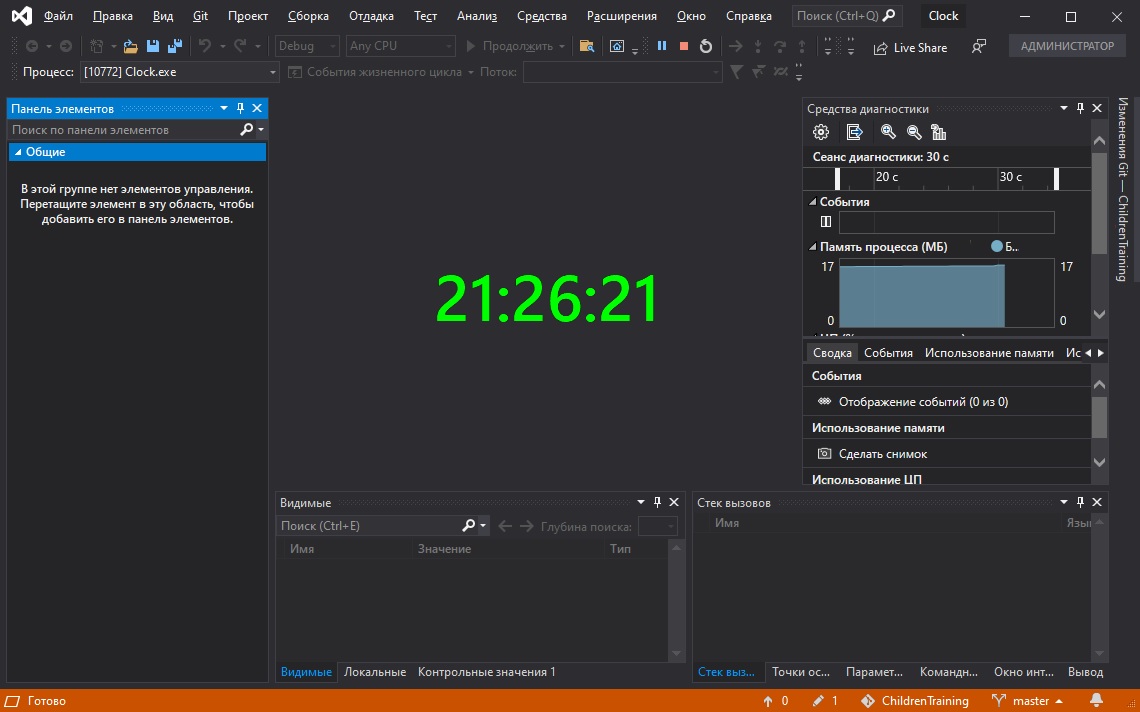 Файл Правка Вид Git Проект Сборка Отладка Тест Анализ Средства Расширения Окно Справка Поиск (Ctrl+Q) Clock
Debug Any CPU Продолжить Live Share АДМИНИСТРАТОР
Процесс: [10772] Clock.exe События жизненного цикла Поток:
Панель элементов
Поиск по панели элементов
Общие
В этой группе нет элементов управления.
Перетащите элемент в эту область, чтобы
добавить его в панель элементов.
21:26:21
Средства диагностики
Сеанс диагностики: 30 с
20 с 30 с
События
Память процесса (МБ) Б...
17 17
0 0
Сводка События Использование памяти Ис
События
Отображение событий (0 из 0)
Использование памяти
Сделать снимок
Использование ЦП
Изменения Git — ChildrenTraining
Видимые
Поиск (Ctrl+E) Глубина поиска:
Имя Значение Тип
Видимые Локальные Контрольные значения 1
Стек вызовов
Имя Язы
Стек выз... Точки ос... Парамет... Командн... Окно инт... Вывод
Готово 0 1 ChildrenTraining master